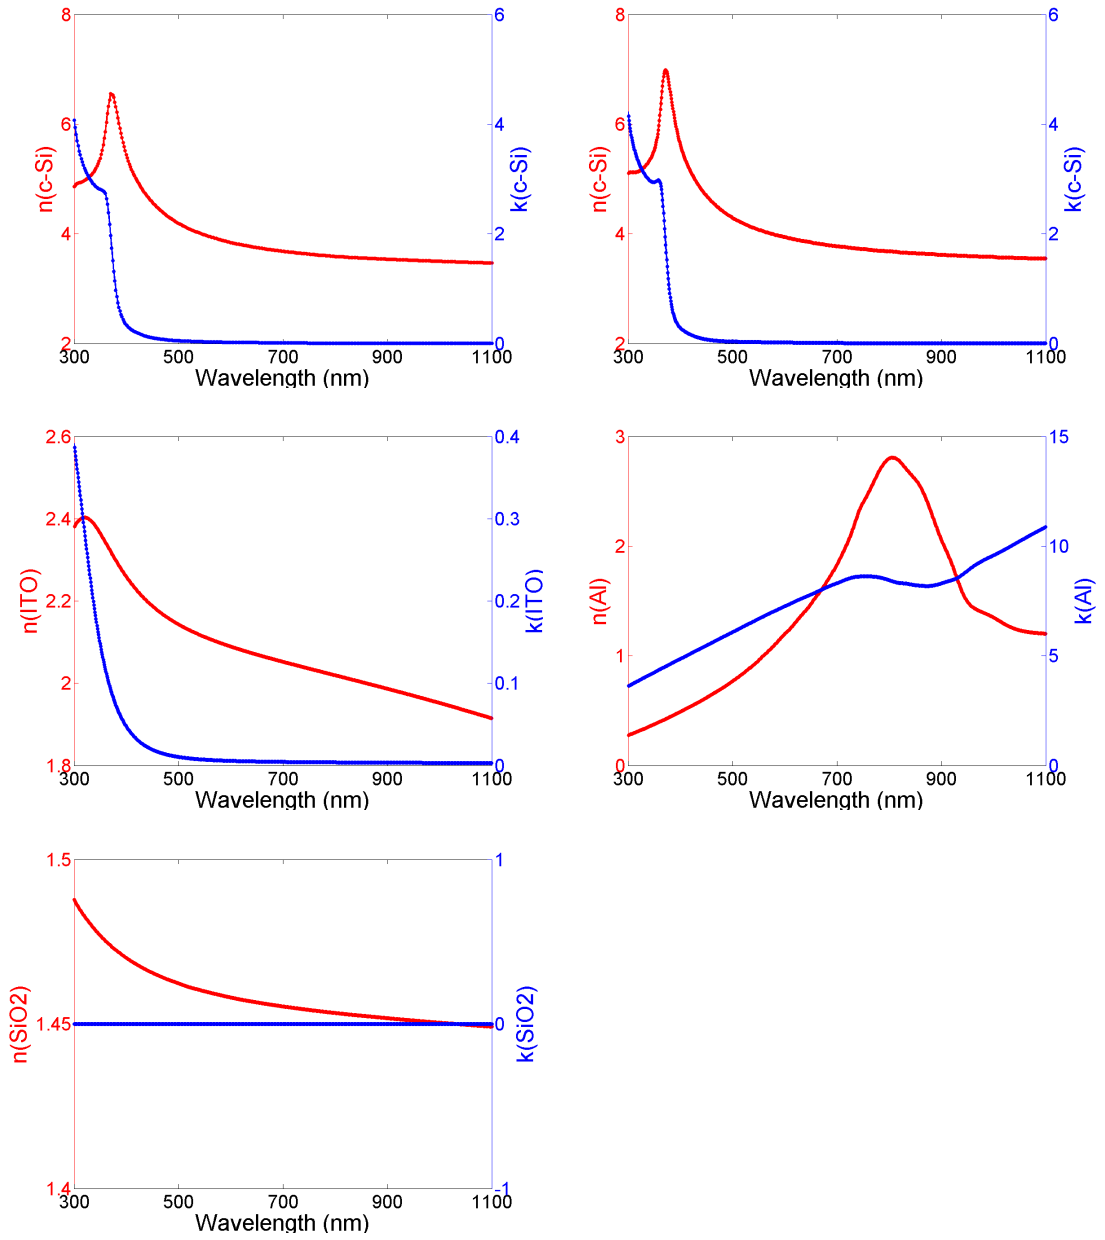 8
6
4
2
n(c-Si)
6
4
2
0
k(c-Si)
300 500 700 900 1100
Wavelength (nm)
8
6
4
2
n(c-Si)
6
4
2
0
k(c-Si)
300 500 700 900 1100
Wavelength (nm)
2.6
2.4
2.2
2
1.8
n(ITO)
0.4
0.3
0.2
0.1
0
k(ITO)
300 500 700 900 1100
Wavelength (nm)
3
2
1
0
n(Al)
15
10
5
0
k(Al)
300 500 700 900 1100
Wavelength (nm)
1.5
1.45
1.4
n(SiO2)
1
0
-1
k(SiO2)
300 500 700 900 1100
Wavelength (nm)